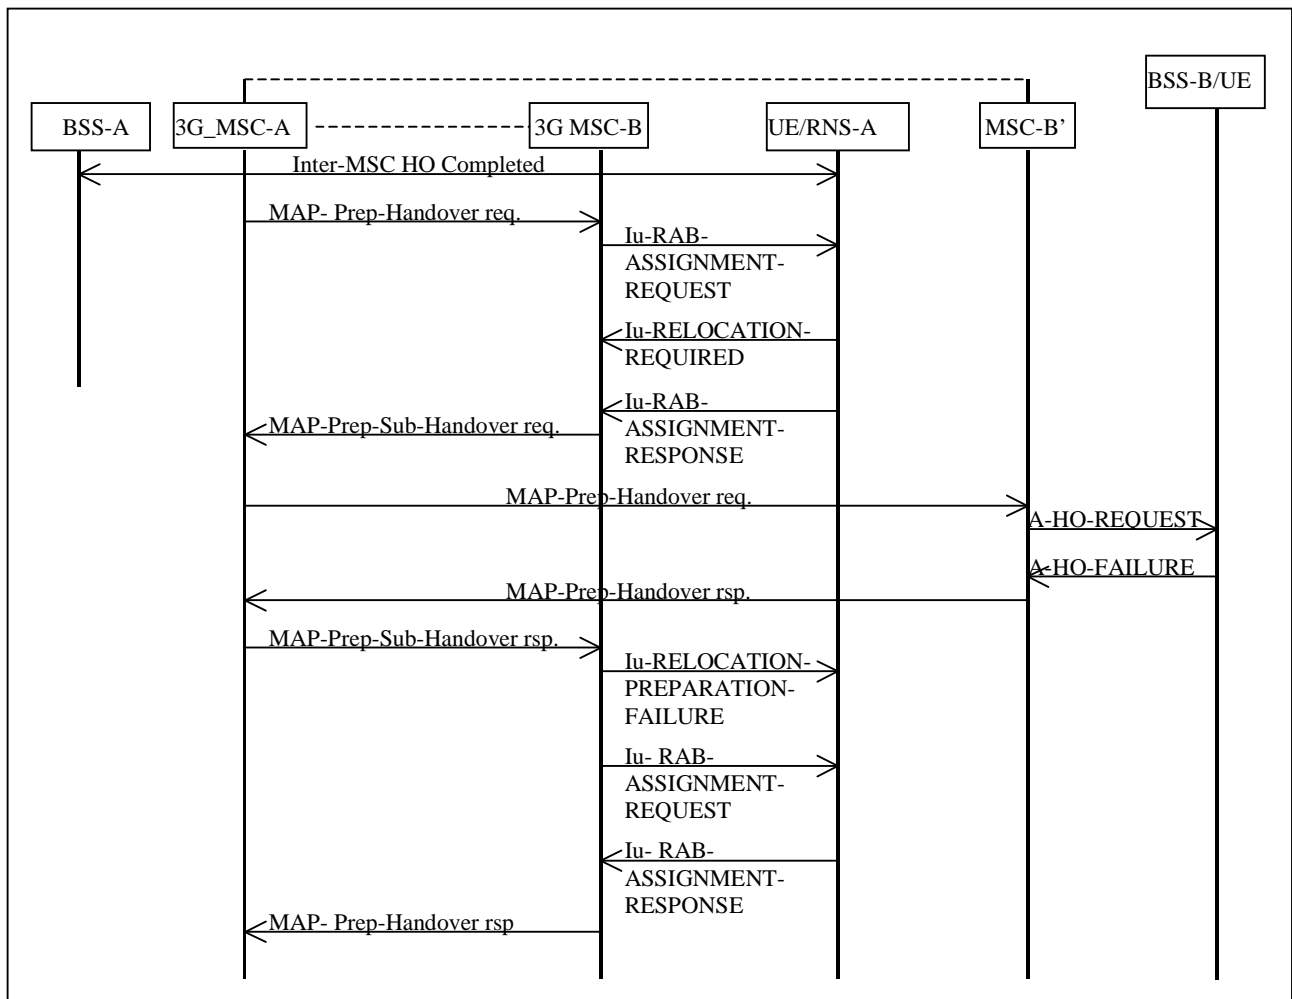 BSS-B/UE
BSS-A
3G_MSC-A
3G MSC-B
UE/RNS-A
MSC-B’
Inter-MSC HO Completed
MAP- Prep-Handover req.
Iu-RAB-
ASSIGNMENT-
REQUEST
Iu-RELOCATION-
REQUIRED
Iu-RAB-
ASSIGNMENT-
RESPONSE
MAP-Prep-Sub-Handover req.
MAP-Prep-Handover req.
A-HO-REQUEST
A-HO-FAILURE
MAP-Prep-Handover rsp.
MAP-Prep-Sub-Handover rsp.
Iu-RELOCATION-
PREPARATION-
FAILURE
Iu- RAB-
ASSIGNMENT-
REQUEST
Iu- RAB-
ASSIGNMENT-
RESPONSE
MAP- Prep-Handover rsp